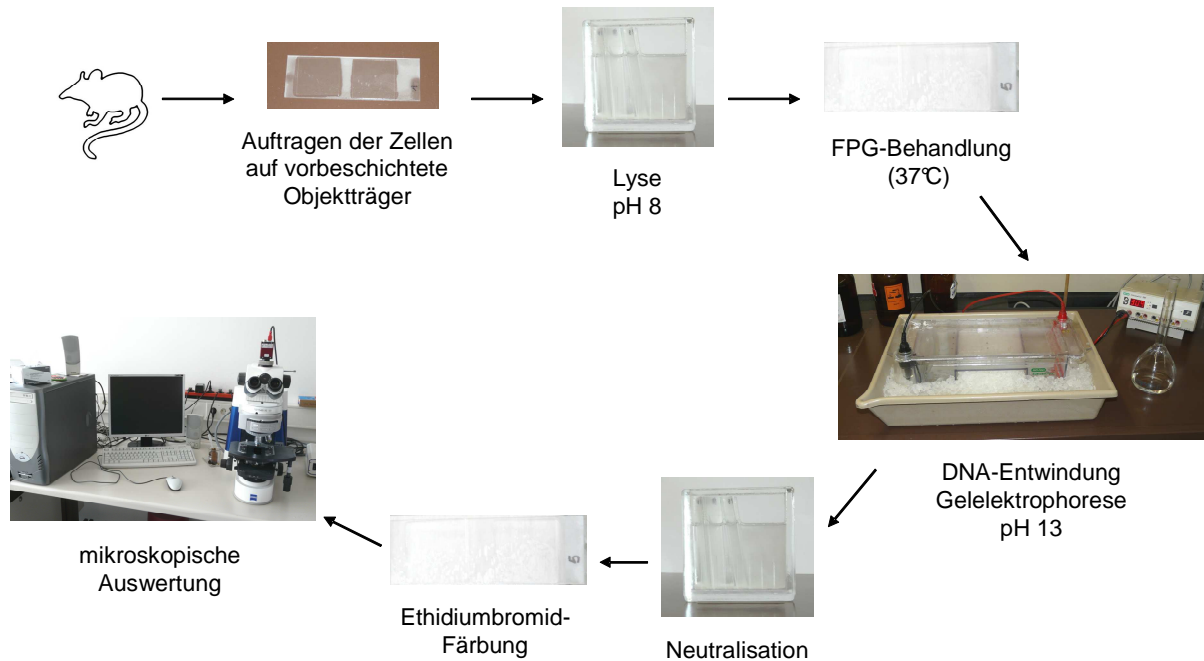 Auftragen der Zellen
auf vorbeschichtete
Objektträger
Lyse
pH 8
FPG-Behandlung
(37°C)
DNA-Entwindung
Gelelektrophorese
pH 13
Neutralisation
Ethidiumbromid-
Färbung
mikroskopische
Auswertung